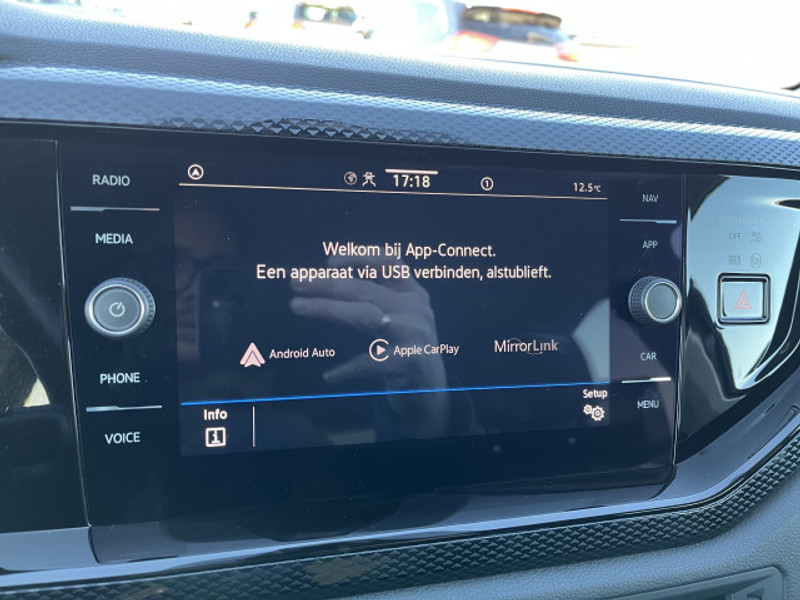 RADIO
MEDIA
PHONE
VOICE
17:18
1
12.5°C
Welkom bij App-Connect.
Een apparaat via USB verbinden, alstublieft.
Android Auto
Apple CarPlay
MirrorLink
Info
Setup
NAV
APP
CAR
MENU
OFF